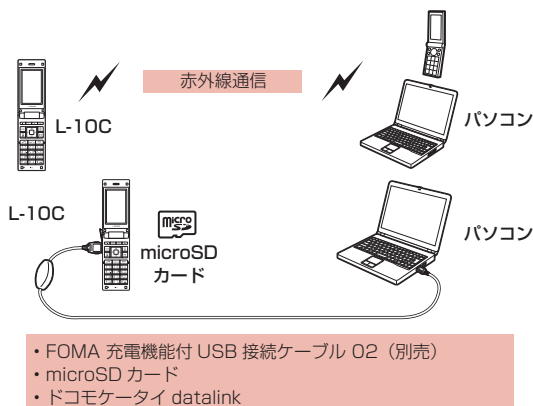 赤外線通信
L-10C
パソコン
L-10C
micro
SD
microSD
カード
パソコン
・FOMA 充電機能付 USB 接続ケーブル 02（別売）
・microSD カード
・ドコモケータイ datalink